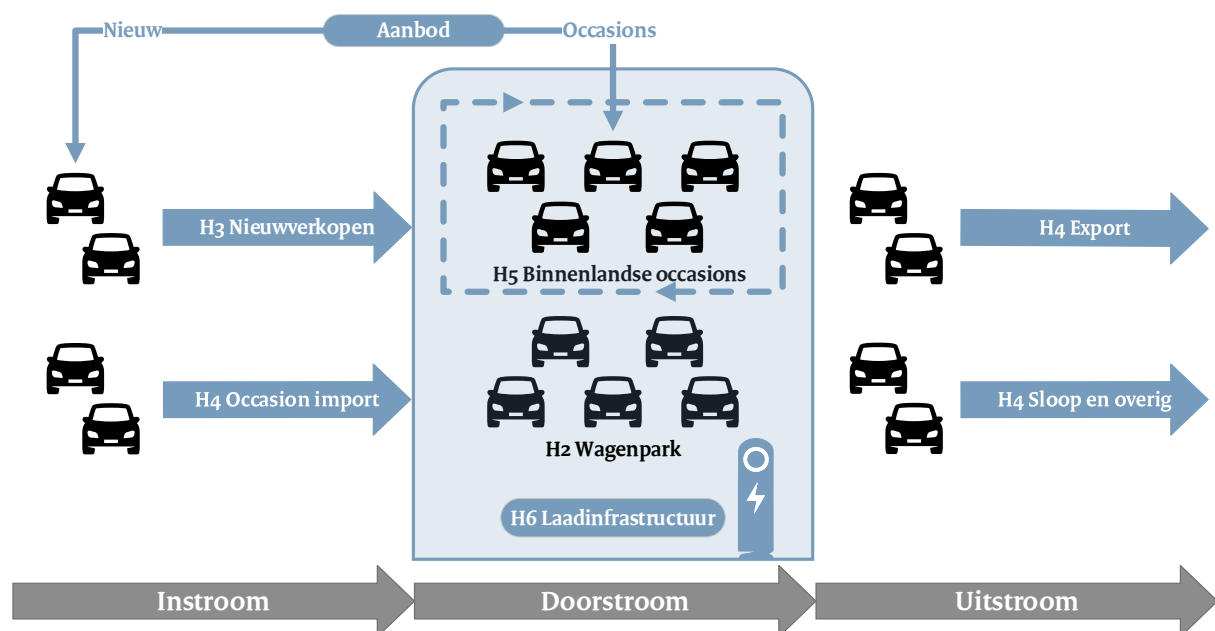 Nieuw
Aanbod
Occasions
H3 Nieuwverkopen
H5 Binnenlandse occasions
H4 Export
H4 Occasion import
H2 Wagenpark
H4 Sloop en overig
H6 Laadinfrastructuur
Instroom
Doorstroom
Uitstroom